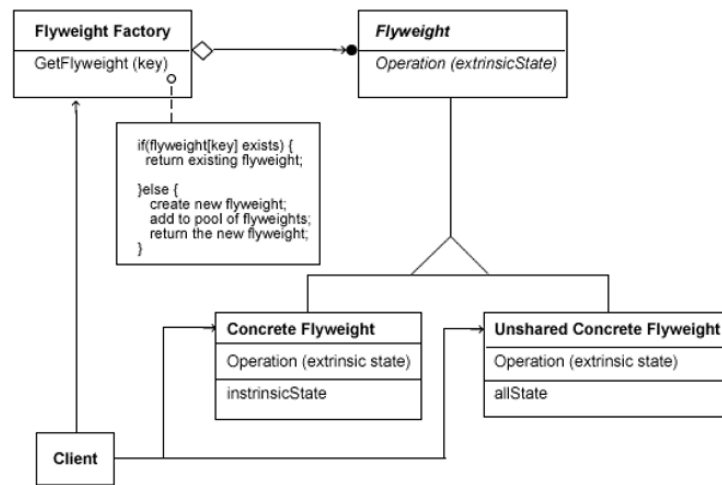 Flyweight Factory
GetFlyweight (key)
Flyweight
Operation (extrinsicState)
if(flyweight[key] exists) {
return existing flyweight;
}else {
create new flyweight;
add to pool of flyweights;
return the new flyweight;
}
Concrete Flyweight
Operation (extrinsic state)
instrinsicState
Unshared Concrete Flyweight
Operation (extrinsic state)
allState
Client